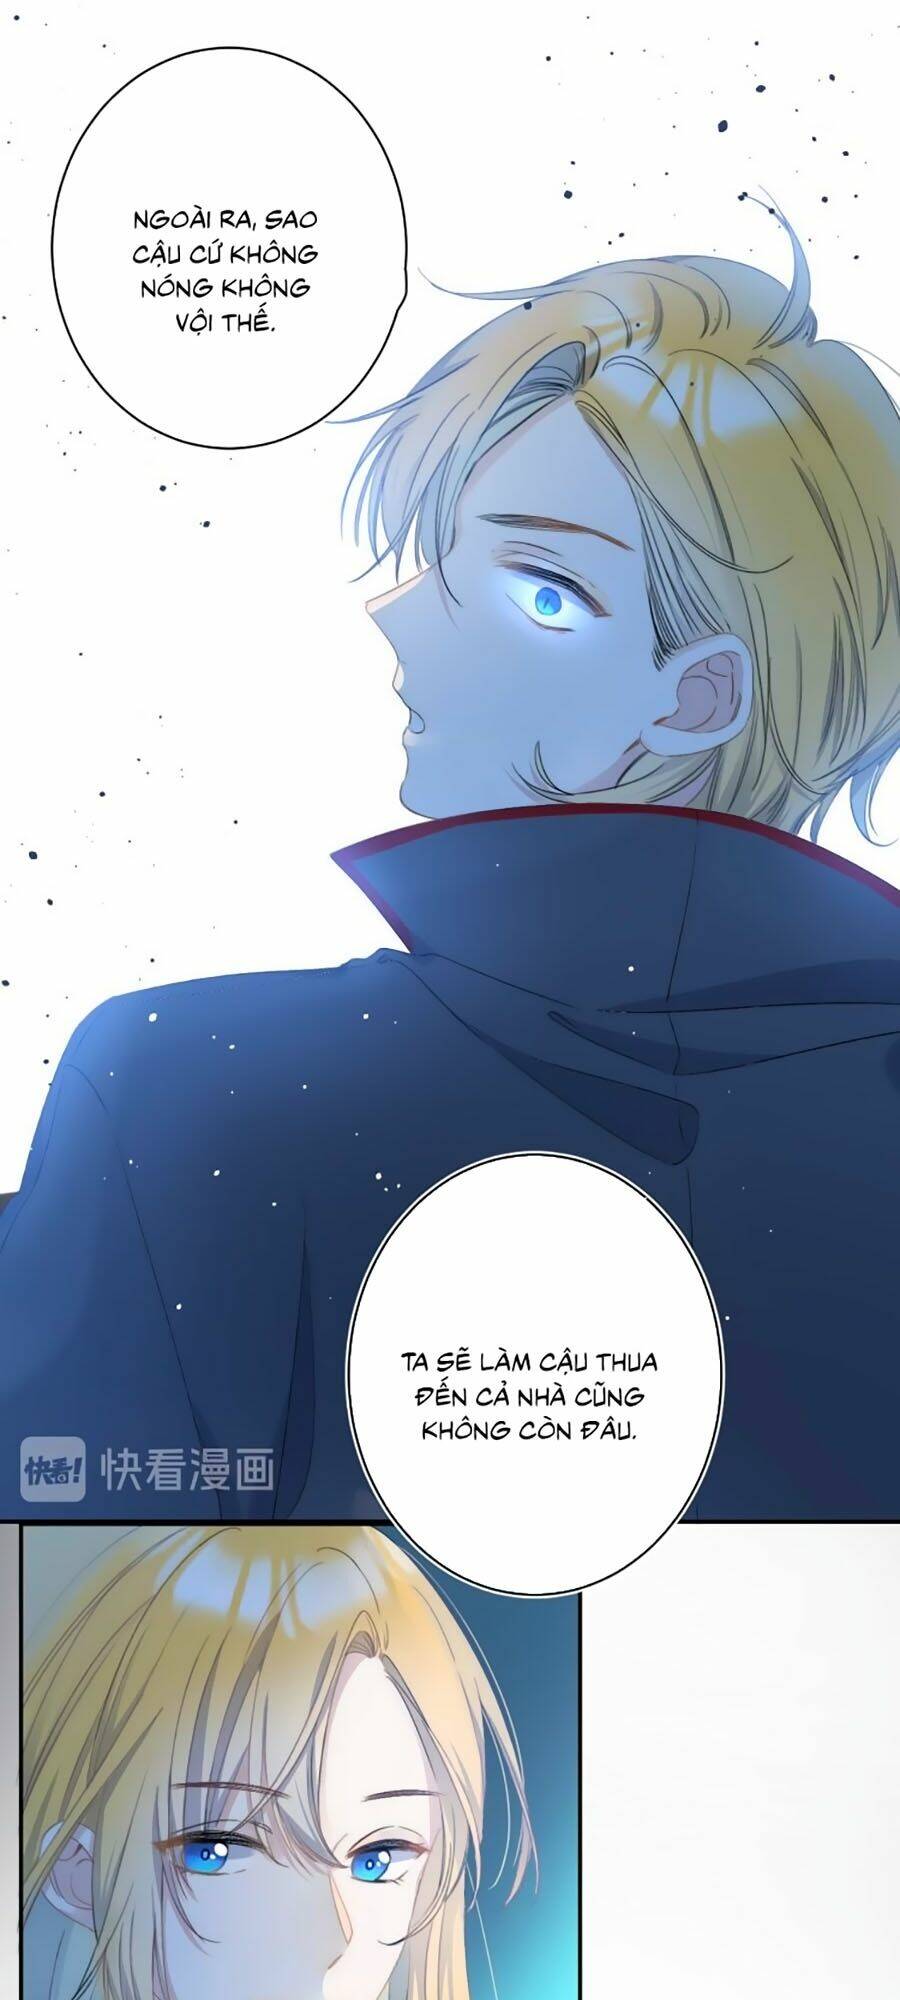 NGOÀI RA, SAO
CẬU CỨ KHÔNG
NÓNG KHÔNG
VỘI THẾ.
TA SẼ LÀM CẬU THUA
ĐẾN CẢ NHÀ CŨNG
KHÔNG CÒN ĐÂU.
快看! 快看漫画